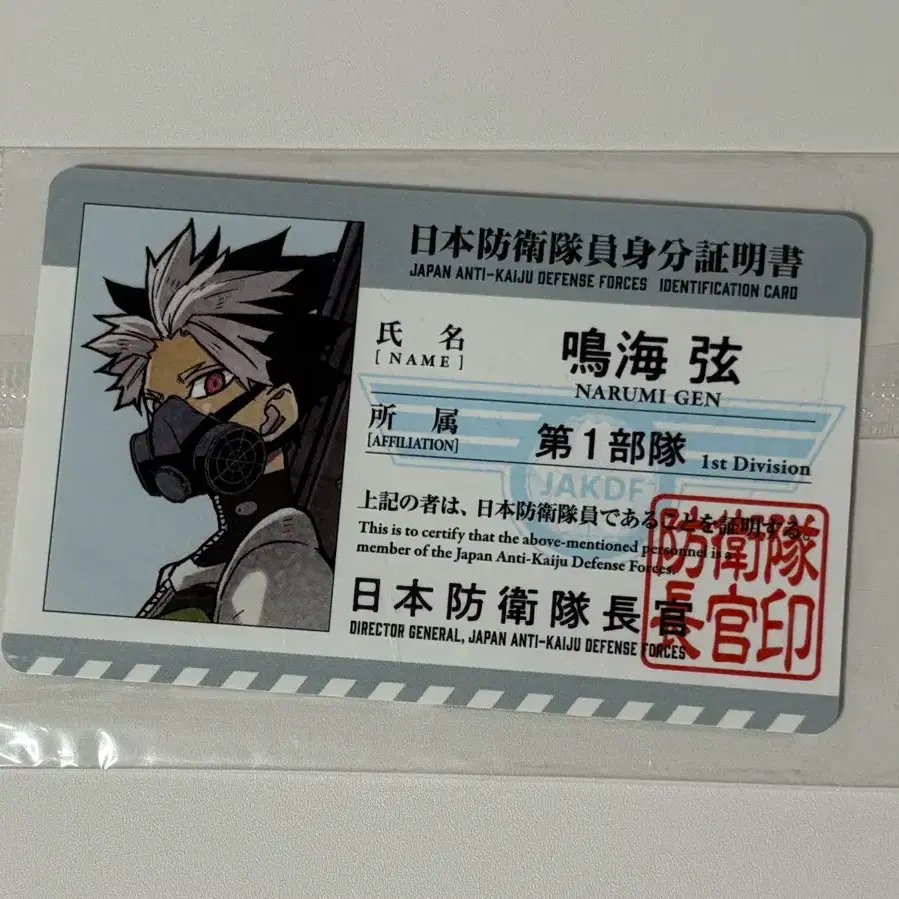 日本防衛隊員身分証明書
JAPAN ANTI-KAIJU DEFENSE FORCES IDENTIFICATION CARD
氏 名
[NAME]
鳴海 弦
NARUMI GEN
所 属
[AFFILIATION]
第1部隊 1st Division
JAKDF
上記の者は、日本防衛隊員であることを証明する。
This is to certify that the above-mentioned personnel is a
member of the Japan Anti-Kaiju Defense Forces.
日本防衛隊長官
DIRECTOR GENERAL, JAPAN ANTI-KAIJU DEFENSE FORCES
防衛隊
長官印